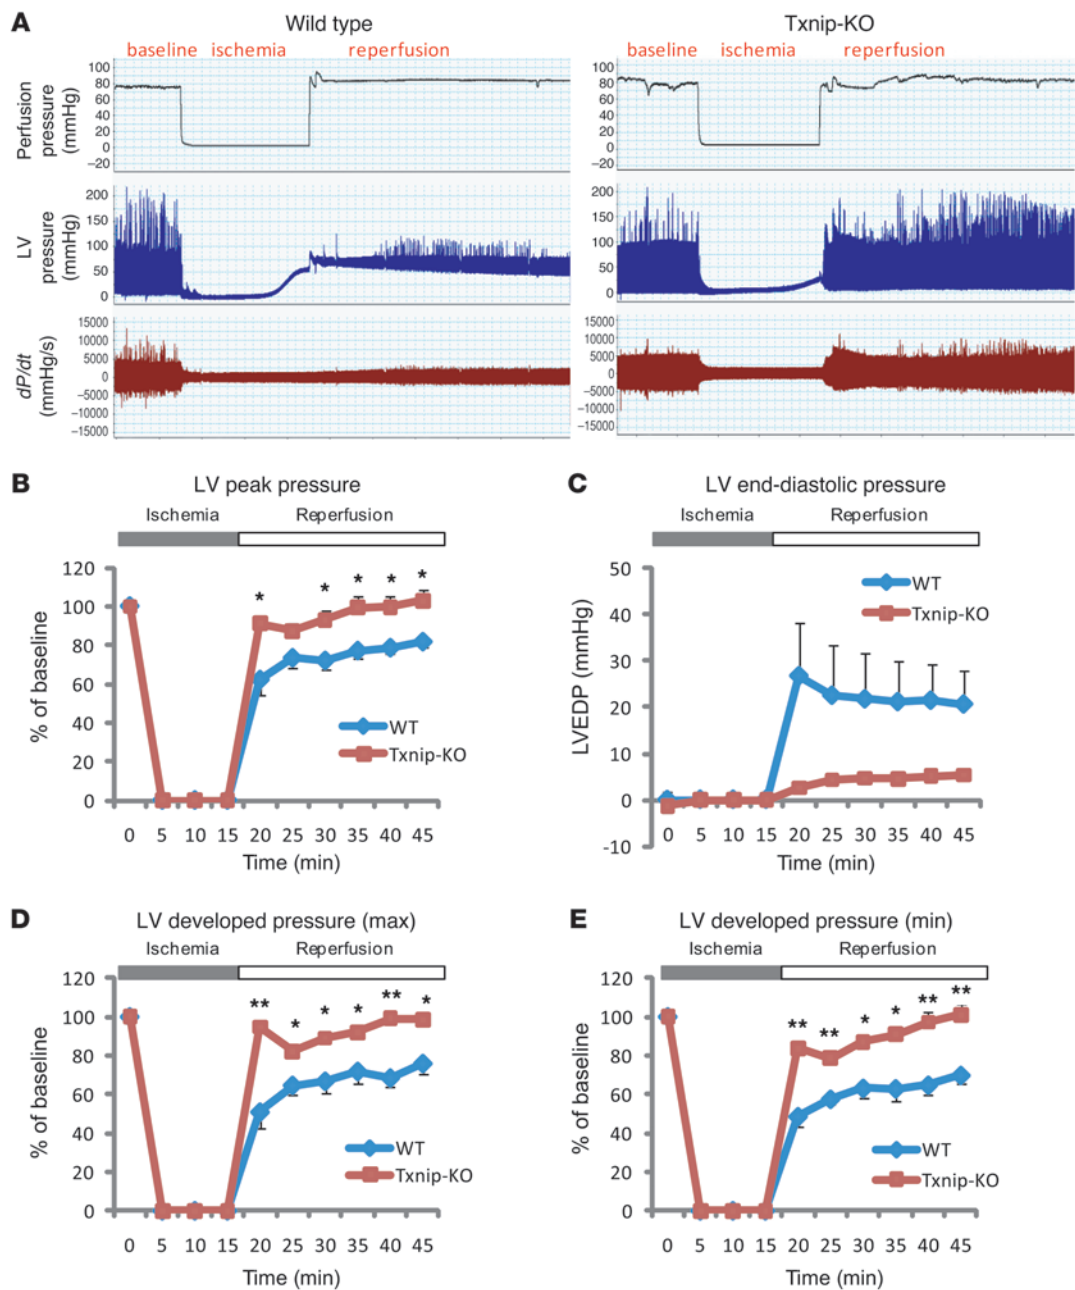 A
Wild type
Txnip-KO
baseline ischemia reperfusion
baseline ischemia reperfusion
Perfusion pressure (mmHg)
100
80
60
40
20
0
−20
100
80
60
40
20
0
−20
LV pressure (mmHg)
200
150
100
50
0
200
150
100
50
0
dP/dt (mmHg/s)
15000
10000
5000
0
−5000
−10000
−15000
15000
10000
5000
0
−5000
−10000
−15000
B
LV peak pressure
Ischemia Reperfusion
% of baseline
120
100
80
60
40
20
0
* * * * *
WT
Txnip-KO
0 5 10 15 20 25 30 35 40 45
Time (min)
C
LV end-diastolic pressure
Ischemia Reperfusion
LVEDP (mmHg)
50
40
30
20
10
0
-10
WT
Txnip-KO
0 5 10 15 20 25 30 35 40 45
Time (min)
D
LV developed pressure (max)
Ischemia Reperfusion
% of baseline
120
100
80
60
40
20
0
** * * * ** *
WT
Txnip-KO
0 5 10 15 20 25 30 35 40 45
Time (min)
E
LV developed pressure (min)
Ischemia Reperfusion
% of baseline
120
100
80
60
40
20
0
** ** * * ** **
WT
Txnip-KO
0 5 10 15 20 25 30 35 40 45
Time (min)